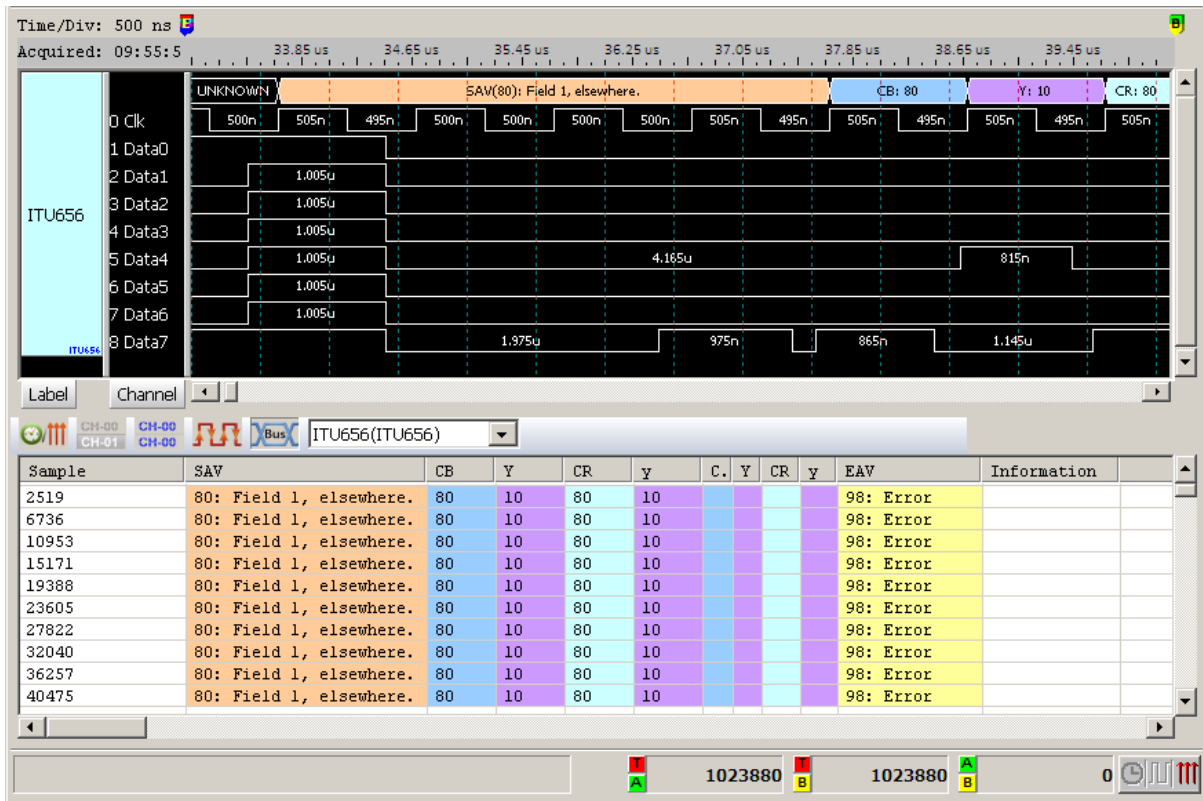 Time/Div: 500 ns E B
Acquired: 09:55:5 33.85 us 34.65 us 35.45 us 36.25 us 37.05 us 37.85 us 38.65 us 39.45 us
UNKNOWN SAV(80): Field 1, elsewhere. CB: 80 Y: 10 CR: 80
0 Clk 500n 505n 495n 500n 500n 500n 500n 505n 495n 505n 495n 505n 495n 505n
1 Data0
2 Data1 1.005u
3 Data2 1.005u
ITU656
4 Data3 1.005u
5 Data4 1.005u 4.165u 815n
6 Data5 1.005u
7 Data6 1.005u
ITU656 8 Data7 1.975u 975n 865n 1.145u
Label Channel
CH-00 CH-00
CH-01 CH-00
Bus ITU656(ITU656)
Sample SAV CB Y CR y C. Y CR y EAV Information
2519 80: Field 1, elsewhere. 80 10 80 10 98: Error
6736 80: Field 1, elsewhere. 80 10 80 10 98: Error
10953 80: Field 1, elsewhere. 80 10 80 10 98: Error
15171 80: Field 1, elsewhere. 80 10 80 10 98: Error
19388 80: Field 1, elsewhere. 80 10 80 10 98: Error
23605 80: Field 1, elsewhere. 80 10 80 10 98: Error
27822 80: Field 1, elsewhere. 80 10 80 10 98: Error
32040 80: Field 1, elsewhere. 80 10 80 10 98: Error
36257 80: Field 1, elsewhere. 80 10 80 10 98: Error
40475 80: Field 1, elsewhere. 80 10 80 10 98: Error
T A 1023880 T B 1023880 A B 0